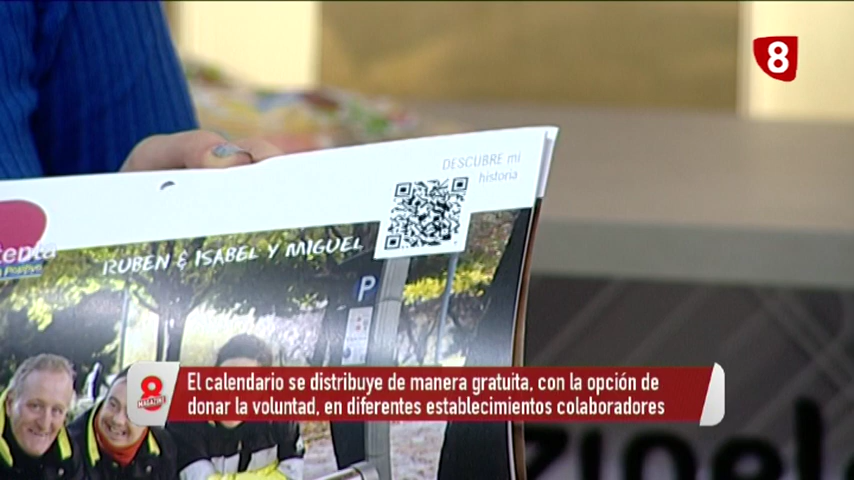 8
DESCUBRE mi
historia
RUBEN & ISABEL Y MIGUEL
P
8
MAGAZINE
El calendario se distribuye de manera gratuita, con la opción de
donar la voluntad, en diferentes establecimientos colaboradores